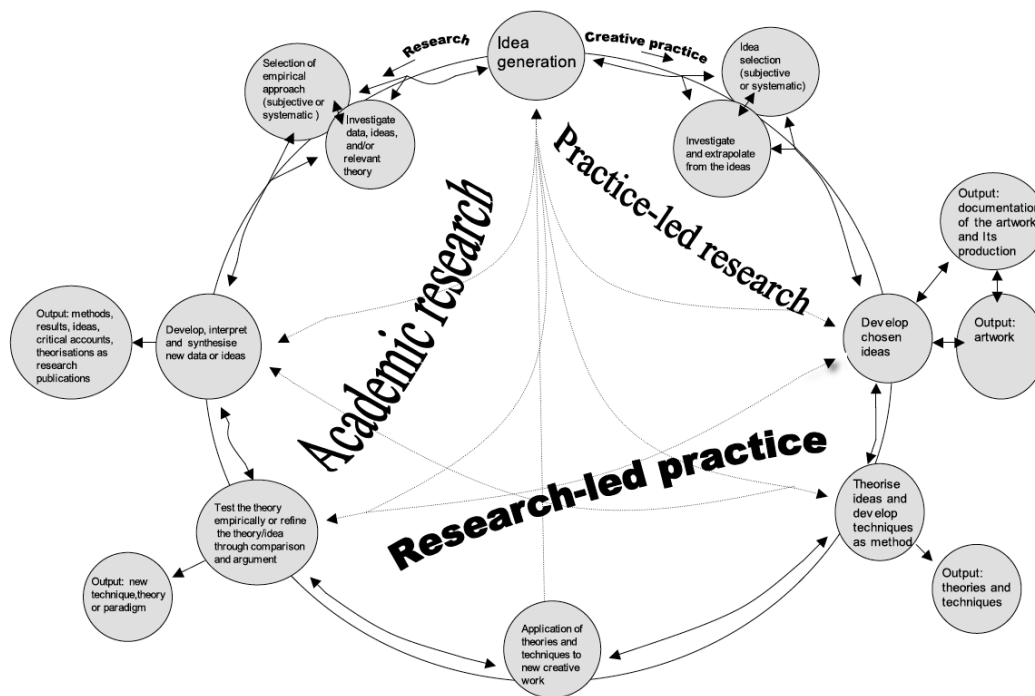 Research
Idea
generation
Creative practice
Idea
selection
(subjective
or systematic)
Selection of
empirical
approach
(subjective or
systematic )
Investigate
data, ideas,
and/or
relevant
theory
Investigate
and extrapolate
from the ideas
Practice-led research
Academic research
Research-led practice
Output:
documentation
of the artwork
and Its
production
Output:
artwork
Develop
chosen
ideas
Theorise
ideas and
develop
techniques
as method
Output:
theories and
techniques
Application of
theories and
techniques to
new creative
work
Test the theory
empirically or refine
the theory/idea
through comparison
and argument
Output: new
technique,theory
or paradigm
Develop, interpret
and synthesise
new data or ideas
Output: methods,
results, ideas,
critical accounts,
theorisations as
research
publications